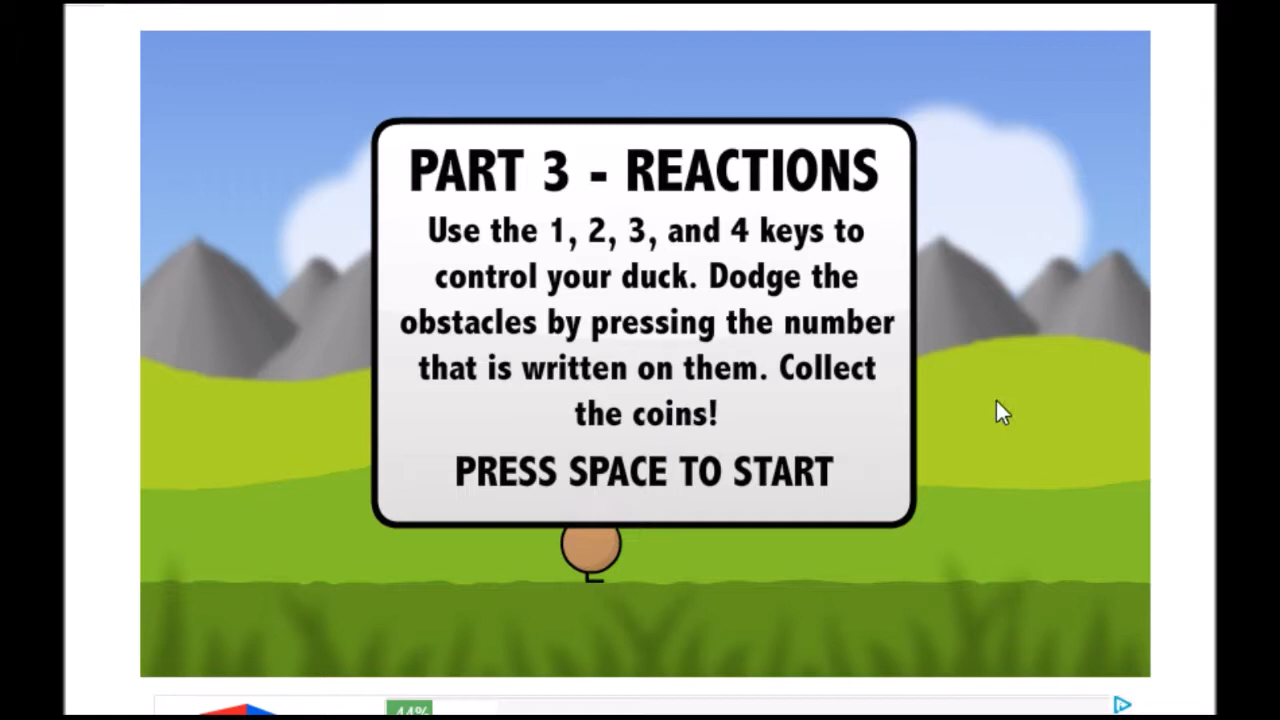 PART 3 - REACTIONS
Use the 1, 2, 3, and 4 keys to
control your duck. Dodge the
obstacles by pressing the number
that is written on them. Collect
the coins!
PRESS SPACE TO START
44%